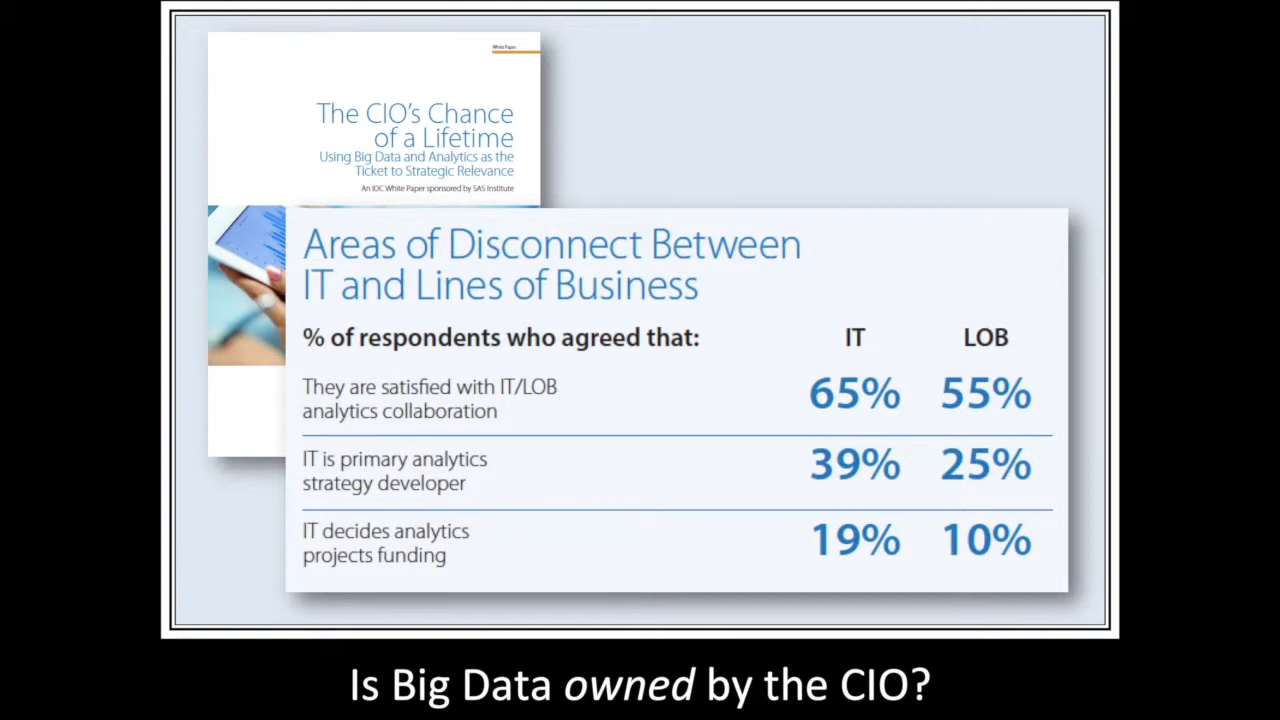 White Paper
The CIO's Chance
of a Lifetime
Using Big Data and Analytics as the
Ticket to Strategic Relevance
An IDC White Paper sponsored by SAS Institute
Areas of Disconnect Between
IT and Lines of Business
% of respondents who agreed that: IT LOB
They are satisfied with IT/LOB
analytics collaboration 65% 55%
IT is primary analytics
strategy developer 39% 25%
IT decides analytics
projects funding 19% 10%
Is Big Data owned by the CIO?